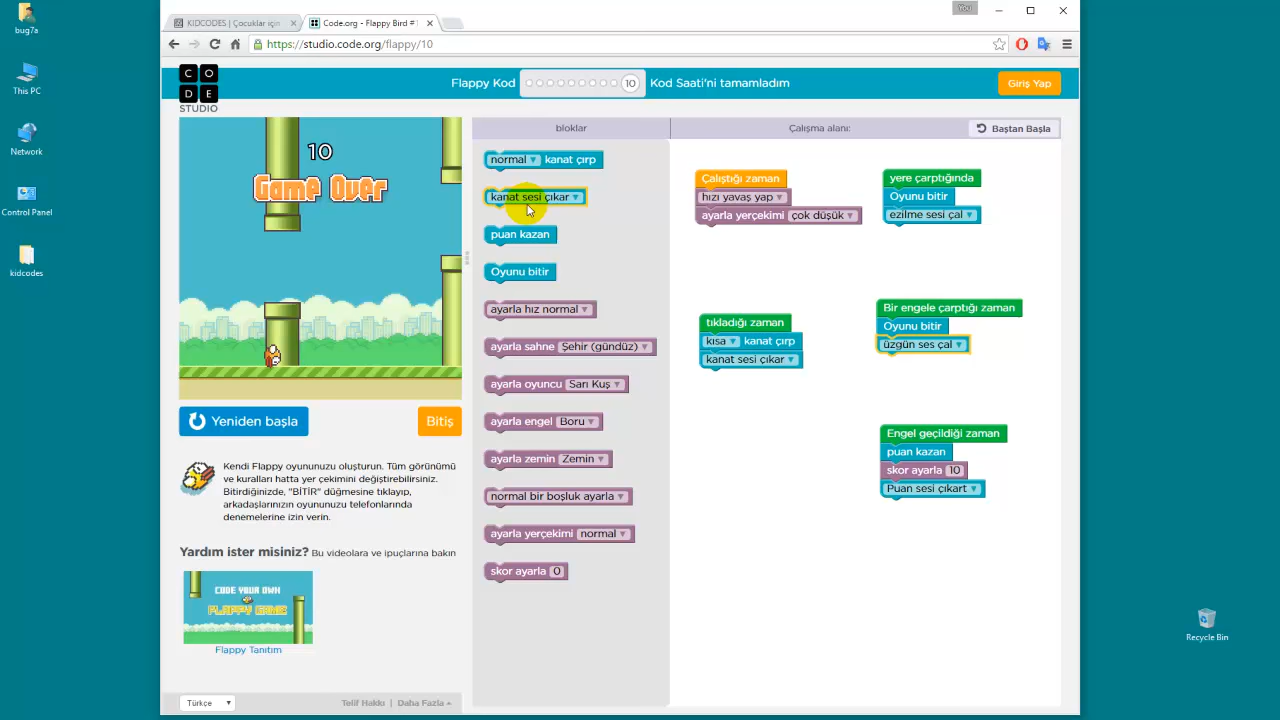 bug7a
This PC
Network
Control Panel
kidcodes
Recycle Bin
KIDCODES | Çocuklar için
Code.org - Flappy Bird #1
https://studio.code.org/flappy/10
C O
D E
STUDIO
Flappy Kod
10
Kod Saati'ni tamamladım
Giriş Yap
10
Game Over
Yeniden başla
Bitiş
Kendi Flappy oyununuzu oluşturun. Tüm görünümü
ve kuralları hatta yer çekimini değiştirebilirsiniz.
Bitirdiğinizde, "BİTİR" düğmesine tıklayıp,
arkadaşlarınızın oyununuzu telefonlarında
denemelerine izin verin.
Yardım ister misiniz? Bu videolara ve ipuçlarına bakın
CODE YOUR OWN
FLAPPY GAME
Flappy Tanıtım
Türkçe
Telif Hakkı | Daha Fazla
bloklar
normal kanat çırp
kanat sesi çıkar
puan kazan
Oyunu bitir
ayarla hız normal
ayarla sahne Şehir (gündüz)
ayarla oyuncu Sarı Kuş
ayarla engel Boru
ayarla zemin Zemin
normal bir boşluk ayarla
ayarla yerçekimi normal
skor ayarla 0
Çalışma alanı:
Baştan Başla
Çalıştığı zaman
hızı yavaş yap
ayarla yerçekimi çok düşük
yere çarptığında
Oyunu bitir
ezilme sesi çal
tıkladığı zaman
kısa kanat çırp
kanat sesi çıkar
Bir engele çarptığı zaman
Oyunu bitir
üzgün ses çal
Engel geçildiği zaman
puan kazan
skor ayarla 10
Puan sesi çıkart